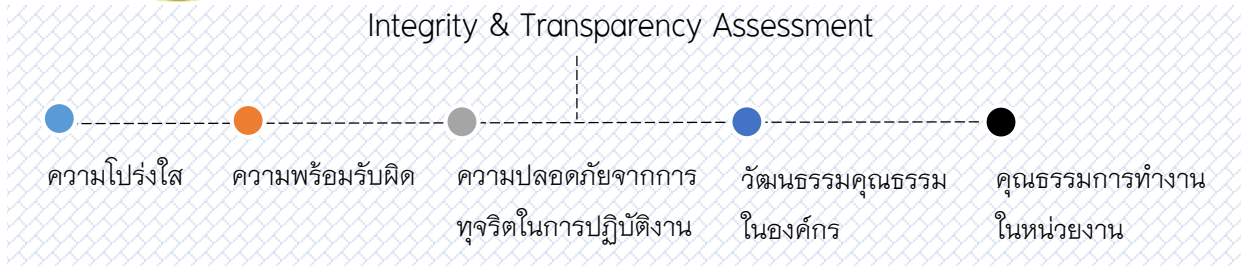 Integrity & Transparency Assessment
ความโปร่งใส
ความพร้อมรับผิด
ความปลอดภัยจากการ
ทุจริตในการปฏิบัติงาน
วัฒนธรรมคุณธรรม
ในองค์กร
คุณธรรมการทำงาน
ในหน่วยงาน